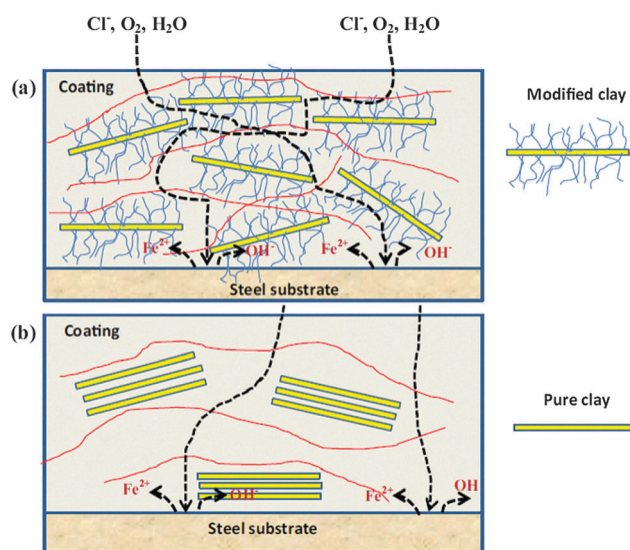 Cl⁻, O₂, H₂O Cl⁻, O₂, H₂O
(a)
Coating
Modified clay
Fe²⁺ OH⁻ Fe²⁺ OH⁻
Steel substrate
(b)
Coating
Pure clay
Fe²⁺ OH⁻ Fe²⁺ OH
Steel substrate